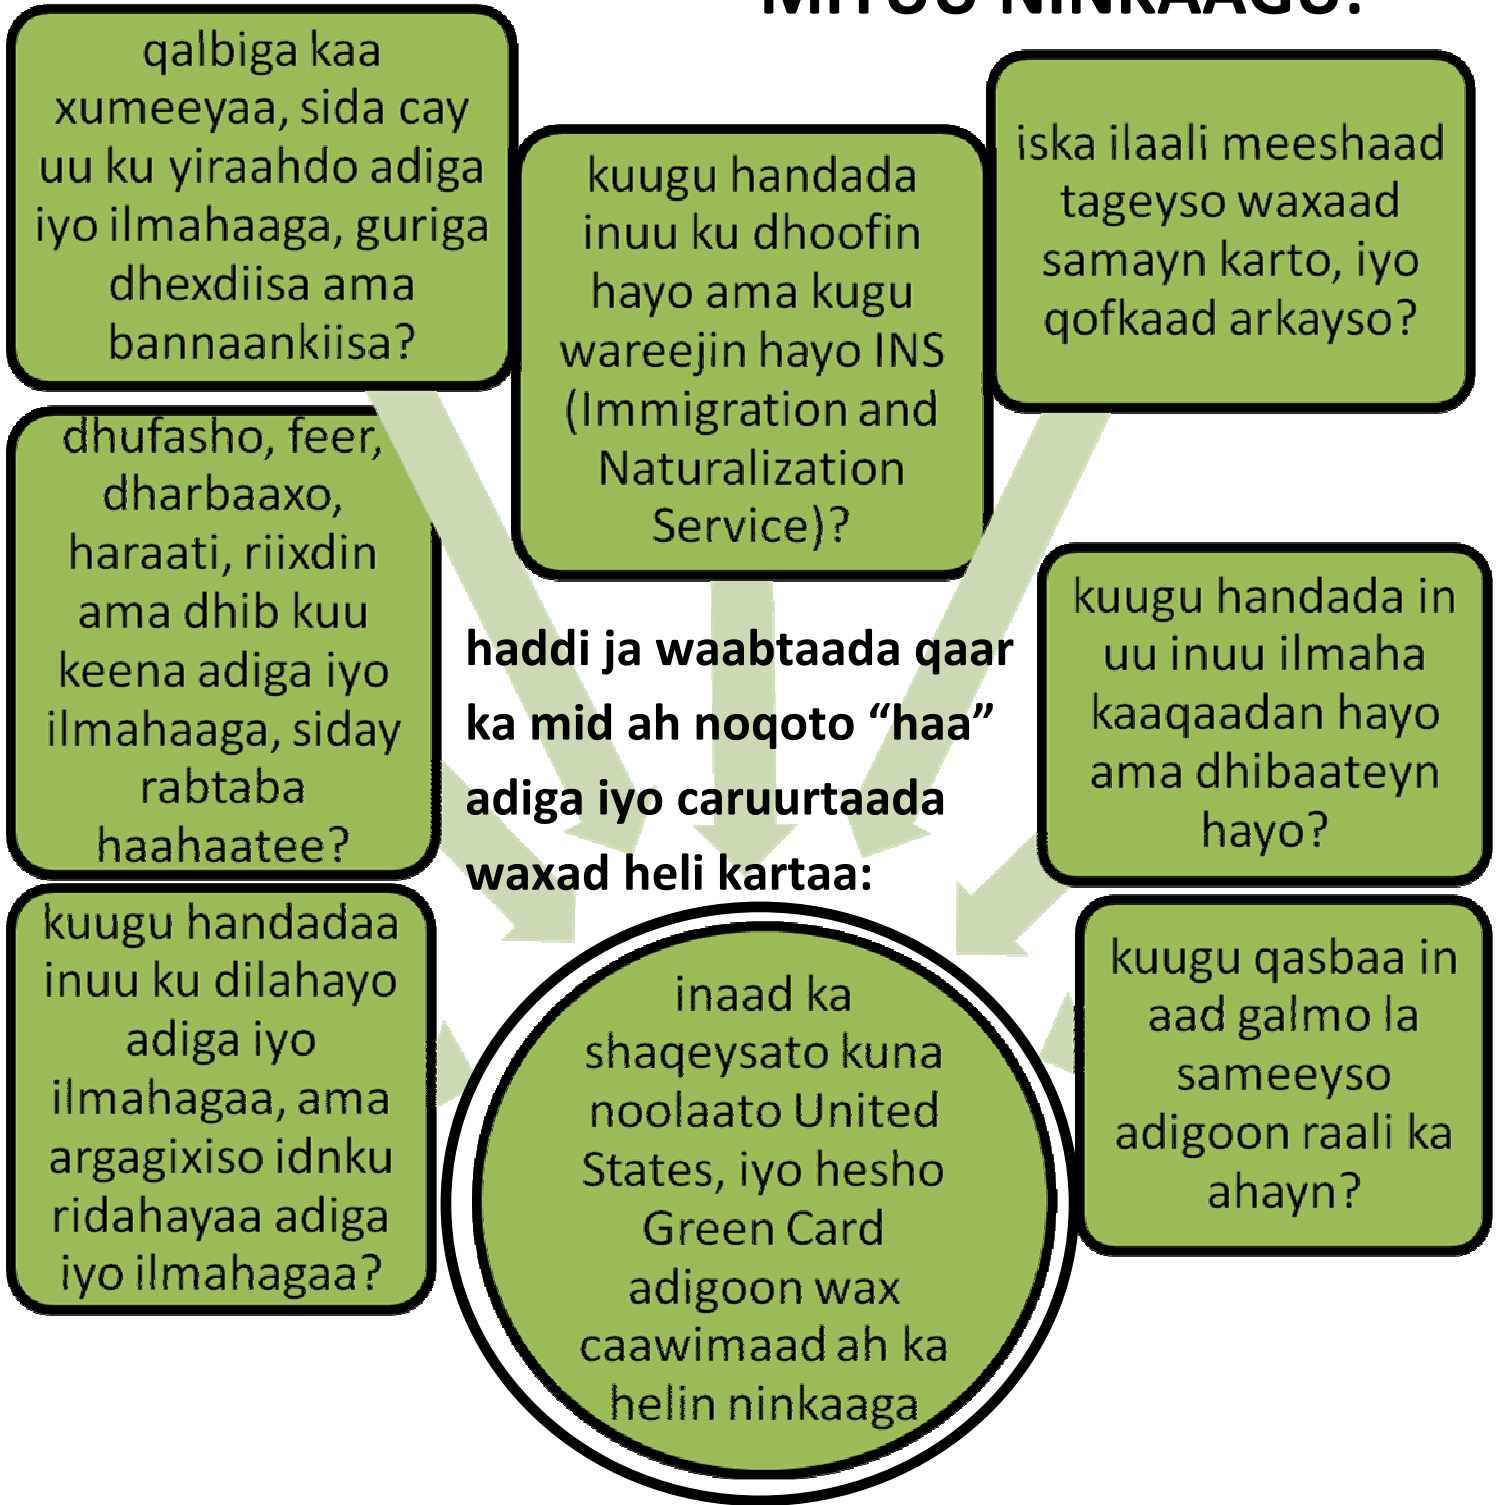 MITUU NINKAAGU:
qalbiga kaa
xumeeyaa, sida cay
uu ku yiraahdo adiga
iyo ilmahaaga, guriga
dhexdiisa ama
bannaankiisa?
kuugu handada
inuu ku dhoofin
hayo ama kugu
wareejin hayo INS
(Immigration and
Naturalization
Service)?
iska ilaali meeshaad
tageyso waxaad
samayn karto, iyo
qofkaad arkayso?
dhufasho, feer,
dharbaaxo,
haraati, riixdin
ama dhib kuu
keena adiga iyo
ilmahaaga, siday
rabtaba
haahaatee?
kuugu handada in
uu inuu ilmaha
kaaqaadan hayo
ama dhibaateyn
hayo?
haddi ja waabtaada qaar
ka mid ah noqoto “haa”
adiga iyo caruurtaada
waxad heli kartaa:
kuugu handadaa
inuu ku dilahayo
adiga iyo
ilmahagaa, ama
argagixiso idnku
ridahayaa adiga
iyo ilmahagaa?
kuugu qasbaa in
aad galmo la
sameeyso
adigoon raali ka
ahayn?
inaad ka
shaqeysato kuna
noolaato United
States, iyo hesho
Green Card
adigoon wax
caawimaad ah ka
helin ninkaaga